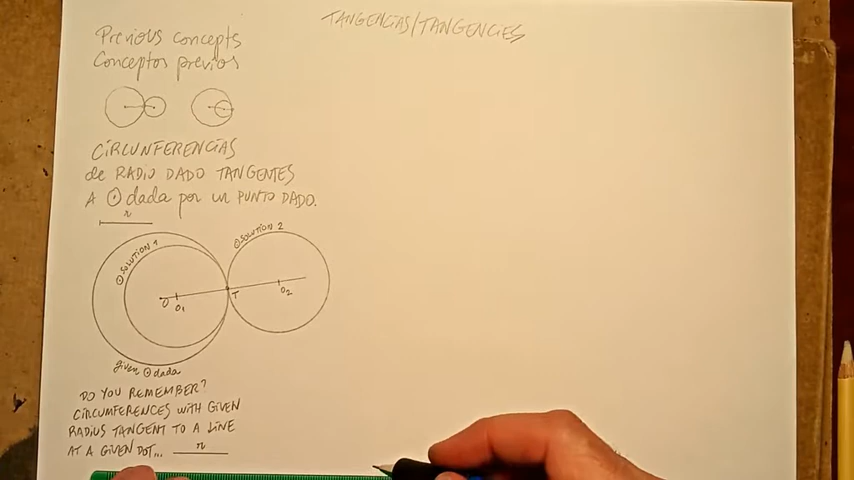 TANGENCIAS/TANGENCIES
Previous concepts
Conceptos previos
CIRCUNFERENCIAS
de RADIO DADO TANGENTES
A ⊙ dada por un PUNTO DADO.
r
⊙ SOLUTION 1
⊙ SOLUTION 2
O
O1
T
O2
given ⊙ dada
DO YOU REMEMBER?
CIRCUMFERENCES WITH GIVEN
RADIUS TANGENT TO A LINE
AT A GIVEN DOT...
r